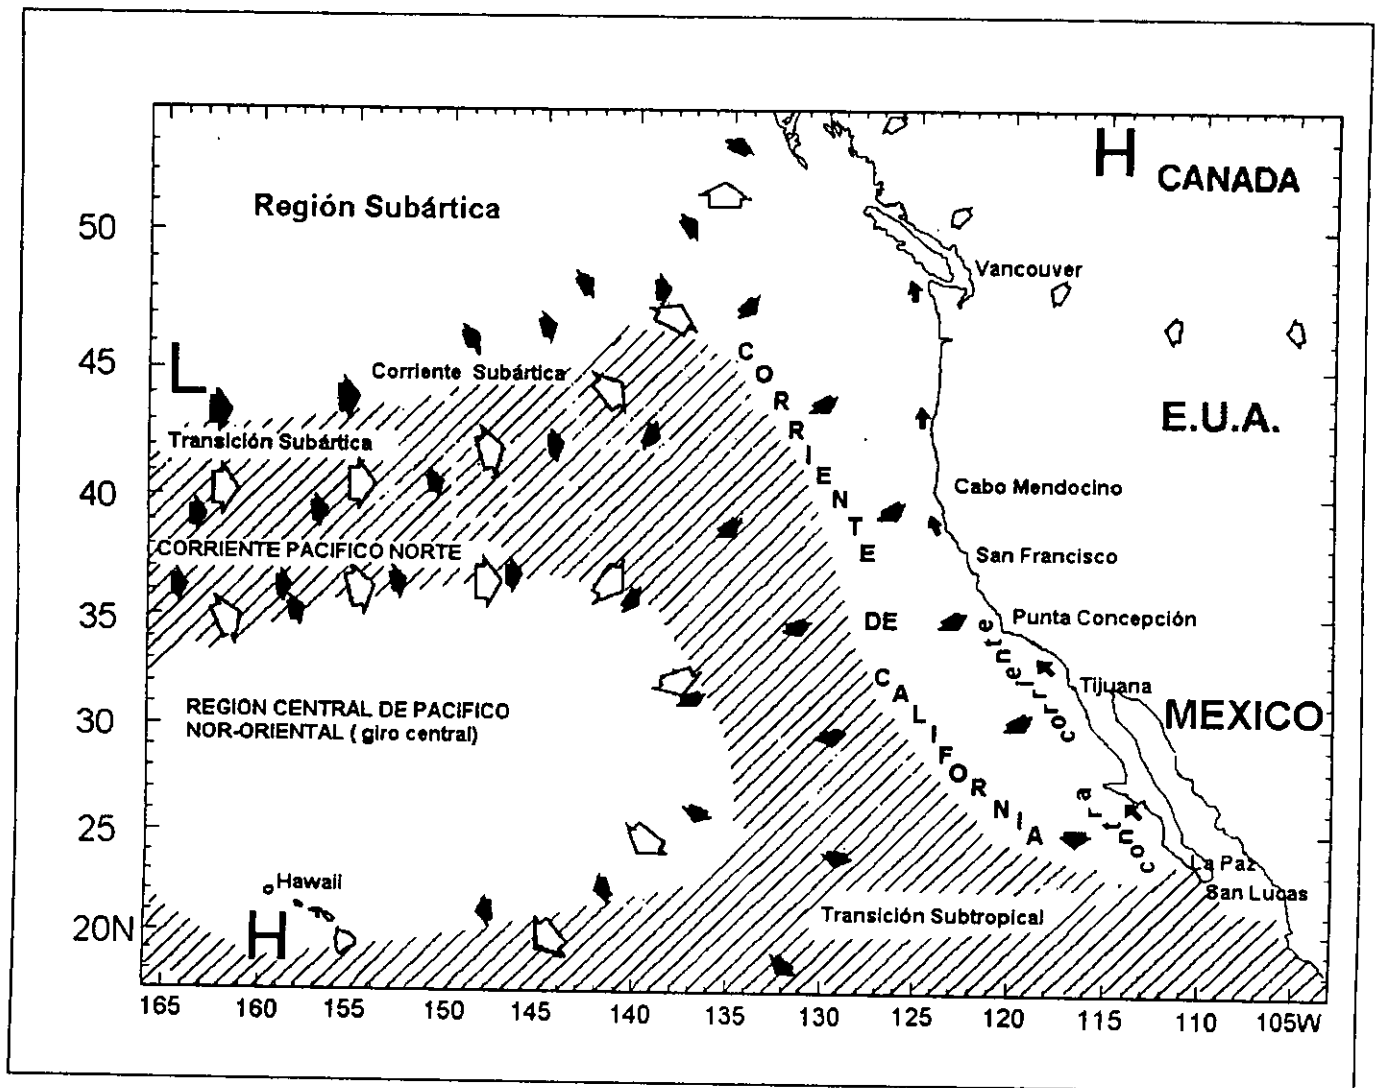 H
CANADA
Región Subártica
50
Vancouver
L
45
Corriente Subártica
E.U.A.
Transición Subártica
40
Cabo Mendocino
CORRIENTE PACIFICO NORTE
San Francisco
CORRIENTE DE CALIFORNIA
35
Punta Concepción
contra corriente
Tijuana
30
REGION CENTRAL DE PACIFICO
NOR-ORIENTAL ( giro central)
MEXICO
25
La Paz
Hawaii
San Lucas
H
20N
Transición Subtropical
165 160 155 150 145 140 135 130 125 120 115 110 105W